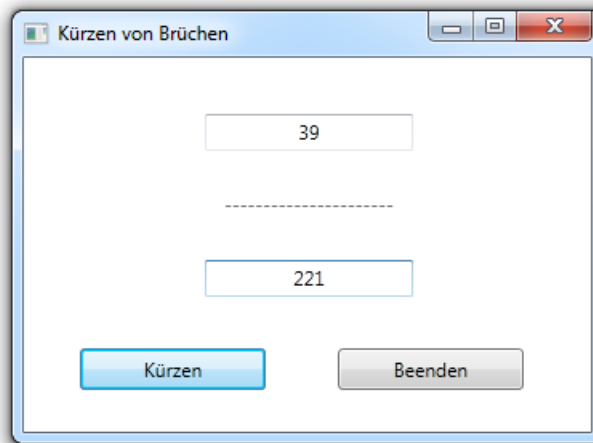 Kürzen von Brüchen
39
---------------------
221
Kürzen Beenden